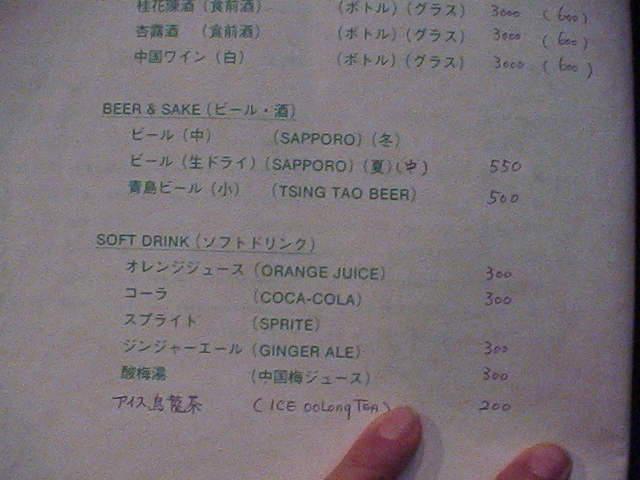 桂花陳酒（食前酒） （ボトル）（グラス） 3000 (600)
杏露酒 （食前酒） （ボトル）（グラス） 3000 (600)
中国ワイン（白） （ボトル）（グラス） 3000 (600)
BEER & SAKE（ビール・酒）
ビール（中） （SAPPORO）（冬）
ビール（生ドライ）（SAPPORO）（夏）(中) 550
青島ビール（小） （TSING TAO BEER） 500
SOFT DRINK（ソフトドリンク）
オレンジジュース（ORANGE JUICE） 300
コーラ （COCA-COLA） 300
スプライト （SPRITE）
ジンジャーエール（GINGER ALE） 300
酸梅湯 （中国梅ジュース） 300
アイス烏龍茶 (ICE OoLong TEA) 200